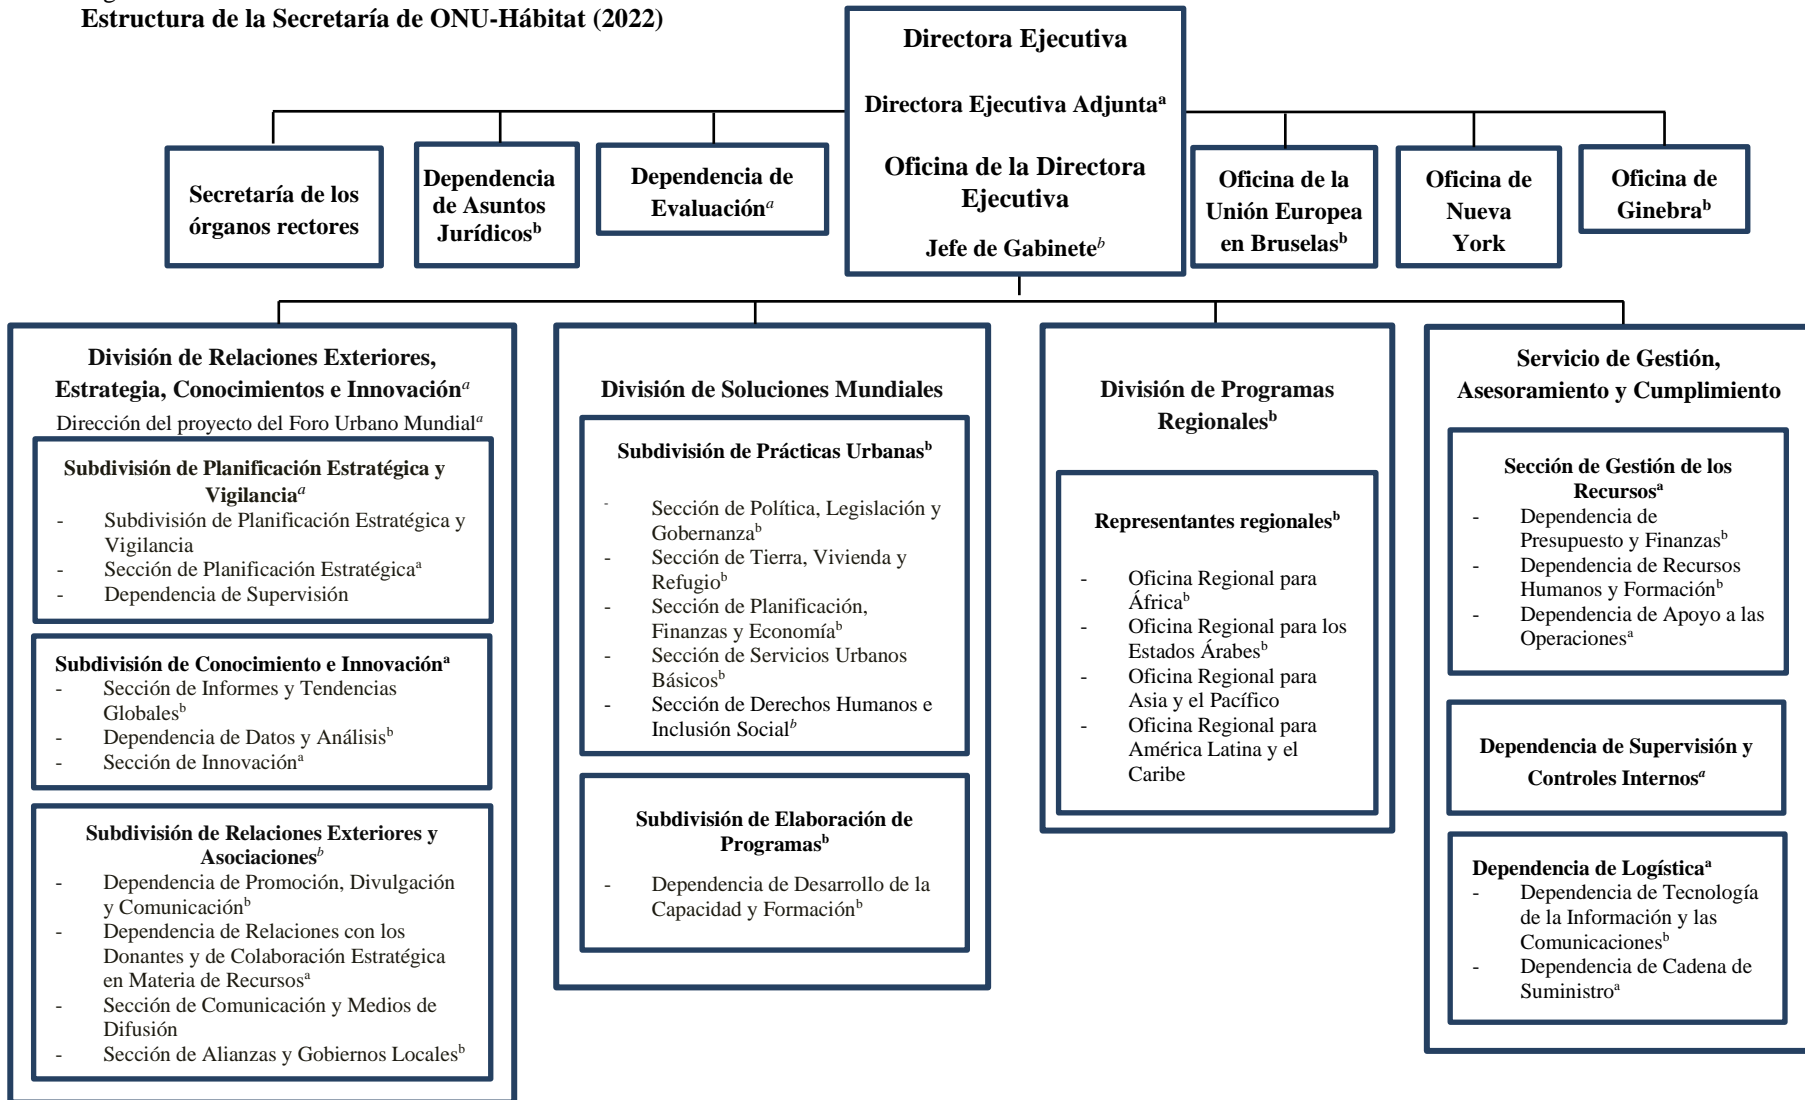 Estructura de la Secretaría de ONU-Hábitat (2022)
Directora Ejecutiva
Directora Ejecutiva Adjuntaᵃ
Oficina de la Directora
Ejecutiva
Jefe de Gabineteᵇ
Secretaría de los
órganos rectores
Dependencia
de Asuntos
Jurídicosᵇ
Dependencia de
Evaluaciónᵃ
Oficina de la
Unión Europea
en Bruselasᵇ
Oficina de
Nueva
York
Oficina de
Ginebraᵇ
División de Relaciones Exteriores,
Estrategia, Conocimientos e Innovaciónᵃ
Dirección del proyecto del Foro Urbano Mundialᵃ
Subdivisión de Planificación Estratégica y
Vigilanciaᵃ
- Subdivisión de Planificación Estratégica y
Vigilancia
- Sección de Planificación Estratégicaᵃ
- Dependencia de Supervisión
Subdivisión de Conocimiento e Innovaciónᵃ
- Sección de Informes y Tendencias
Globalesᵇ
- Dependencia de Datos y Análisisᵇ
- Sección de Innovaciónᵃ
Subdivisión de Relaciones Exteriores y
Asociacionesᵇ
- Dependencia de Promoción, Divulgación
y Comunicaciónᵇ
- Dependencia de Relaciones con los
Donantes y de Colaboración Estratégica
en Materia de Recursosᵃ
- Sección de Comunicación y Medios de
Difusión
- Sección de Alianzas y Gobiernos Localesᵇ
División de Soluciones Mundiales
Subdivisión de Prácticas Urbanasᵇ
- Sección de Política, Legislación y
Gobernanzaᵇ
- Sección de Tierra, Vivienda y
Refugioᵇ
- Sección de Planificación,
Finanzas y Economíaᵇ
- Sección de Servicios Urbanos
Básicosᵇ
- Sección de Derechos Humanos e
Inclusión Socialᵇ
Subdivisión de Elaboración de
Programasᵇ
- Dependencia de Desarrollo de la
Capacidad y Formaciónᵇ
División de Programas
Regionalesᵇ
Representantes regionalesᵇ
- Oficina Regional para
Áfricaᵇ
- Oficina Regional para los
Estados Árabesᵇ
- Oficina Regional para
Asia y el Pacífico
- Oficina Regional para
América Latina y el
Caribe
Servicio de Gestión,
Asesoramiento y Cumplimiento
Sección de Gestión de los
Recursosᵃ
- Dependencia de
Presupuesto y Finanzasᵇ
- Dependencia de Recursos
Humanos y Formaciónᵇ
- Dependencia de Apoyo a las
Operacionesᵃ
Dependencia de Supervisión y
Controles Internosᵃ
Dependencia de Logísticaᵃ
- Dependencia de Tecnología
de la Información y las
Comunicacionesᵇ
- Dependencia de Cadena de
Suministroᵃ